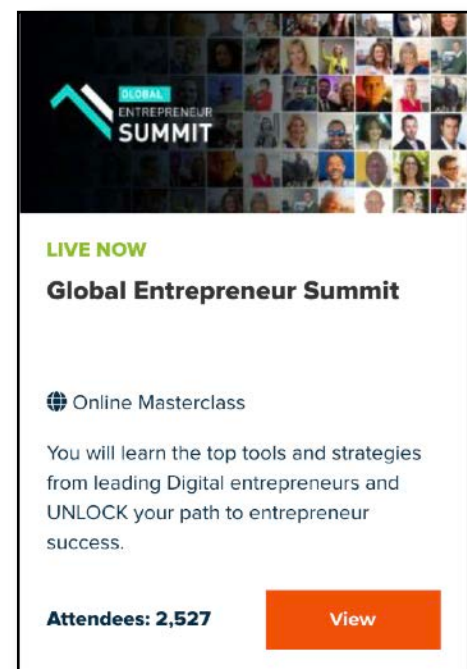 GLOBAL
ENTREPRENEUR
SUMMIT
LIVE NOW
Global Entrepreneur Summit
Online Masterclass
You will learn the top tools and strategies
from leading Digital entrepreneurs and
UNLOCK your path to entrepreneur
success.
Attendees: 2,527
View